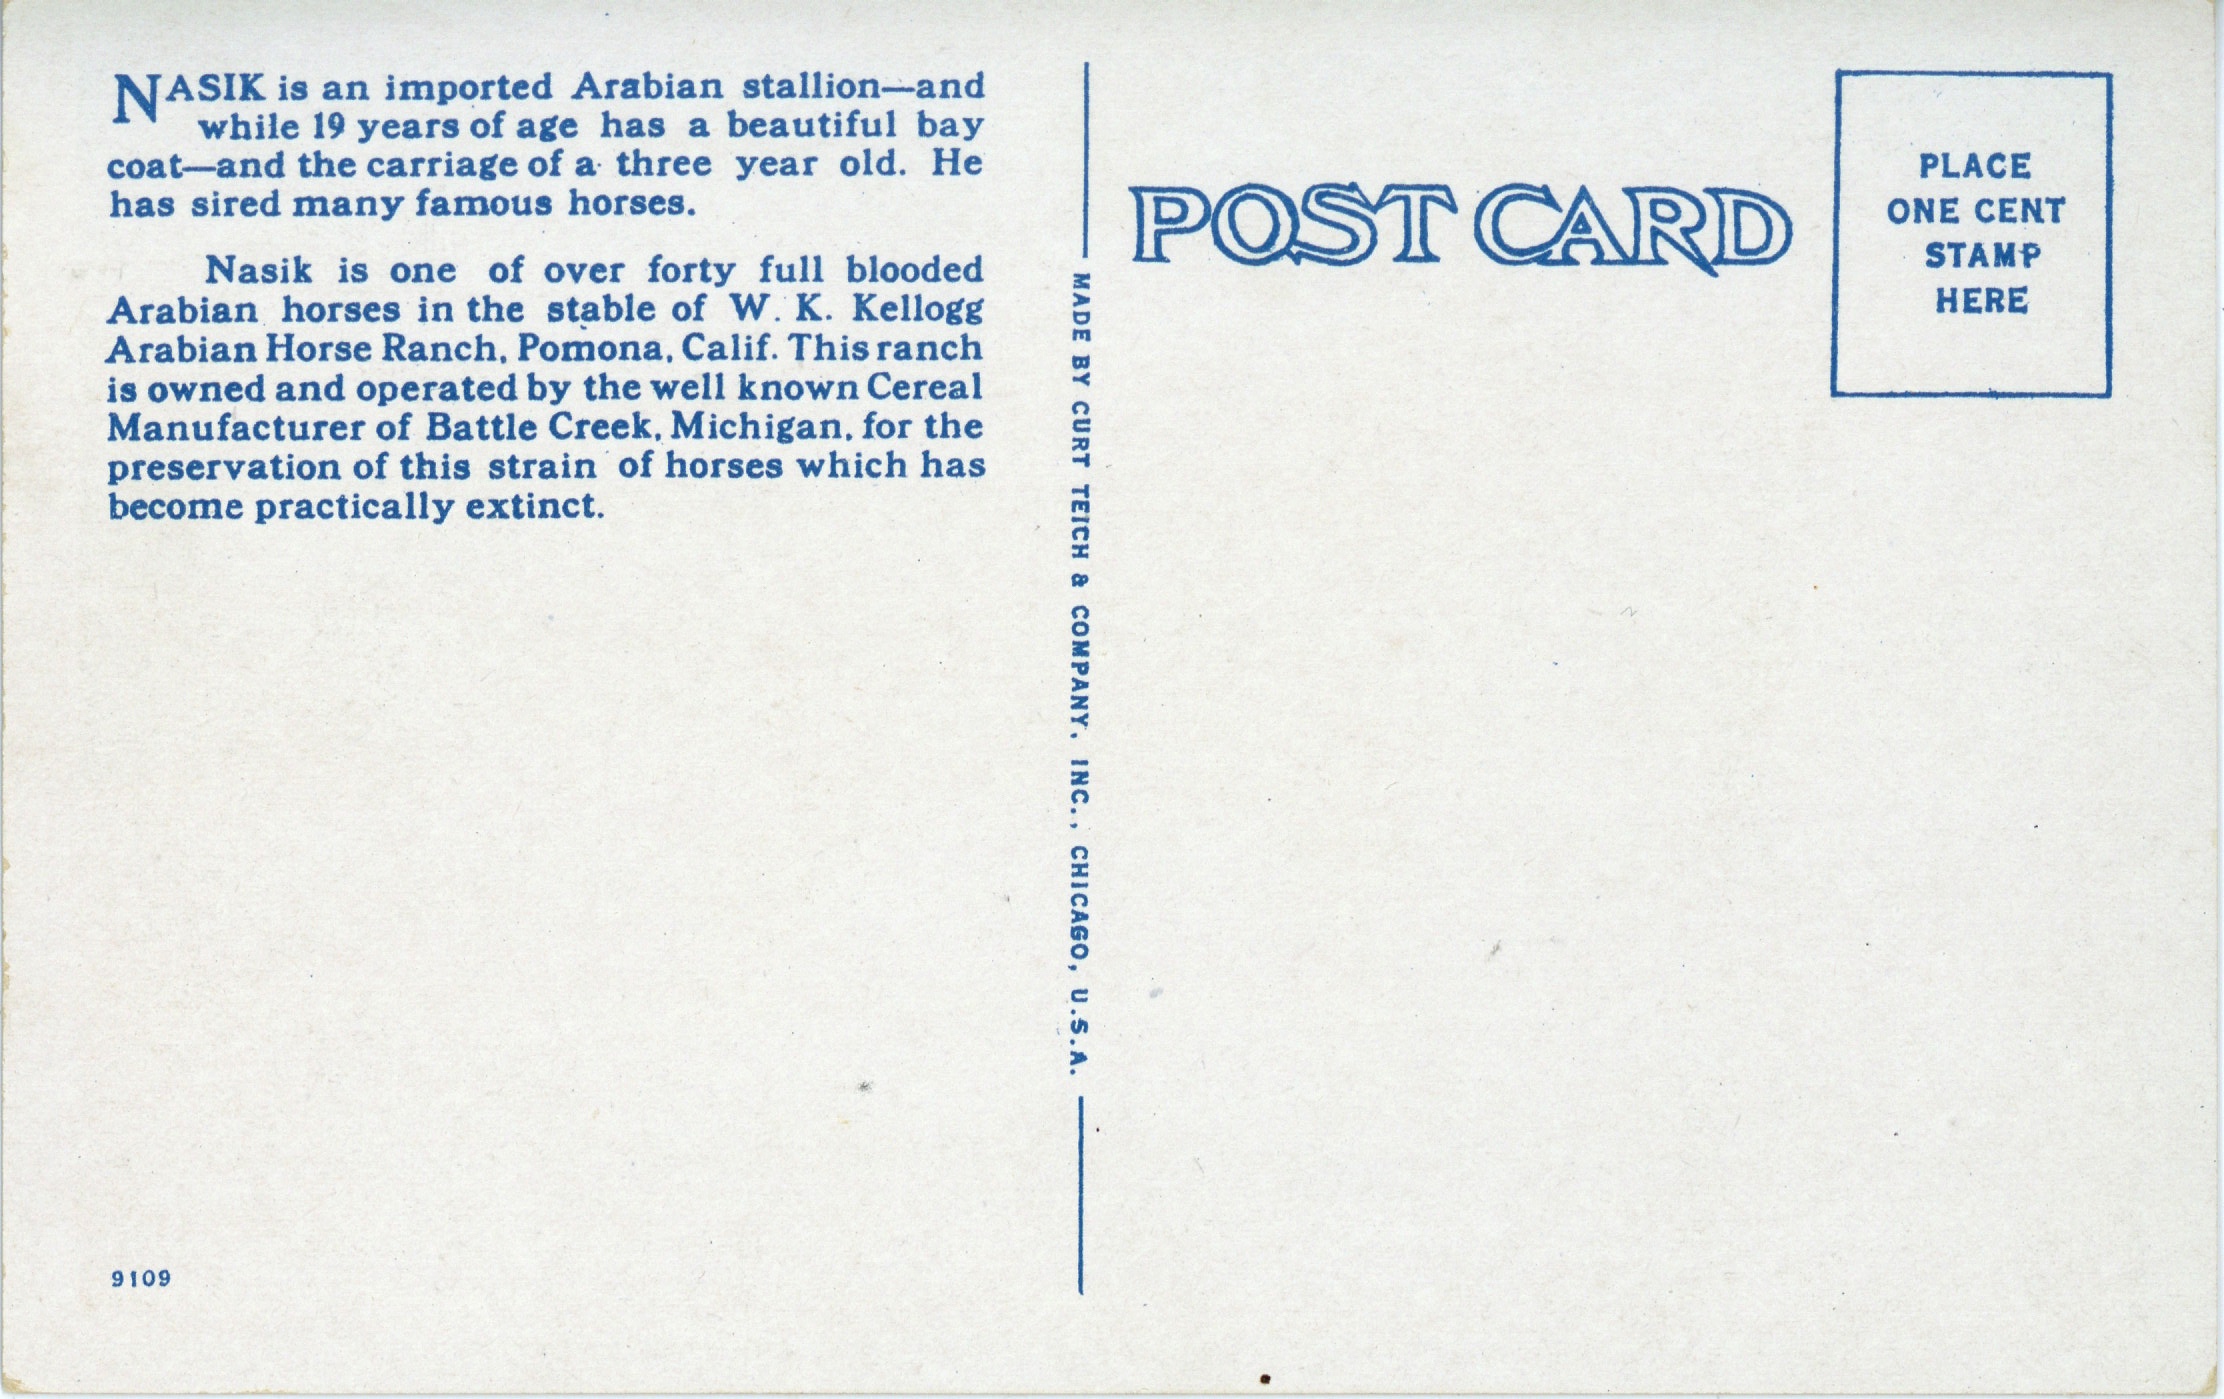 NASIK is an imported Arabian stallion—and
while 19 years of age has a beautiful bay
coat—and the carriage of a three year old. He
has sired many famous horses.
Nasik is one of over forty full blooded
Arabian horses in the stable of W. K. Kellogg
Arabian Horse Ranch, Pomona, Calif. This ranch
is owned and operated by the well known Cereal
Manufacturer of Battle Creek, Michigan, for the
preservation of this strain of horses which has
become practically extinct.
9109
MADE BY CURT TEICH & COMPANY, INC., CHICAGO, U.S.A.
POST CARD
PLACE
ONE CENT
STAMP
HERE